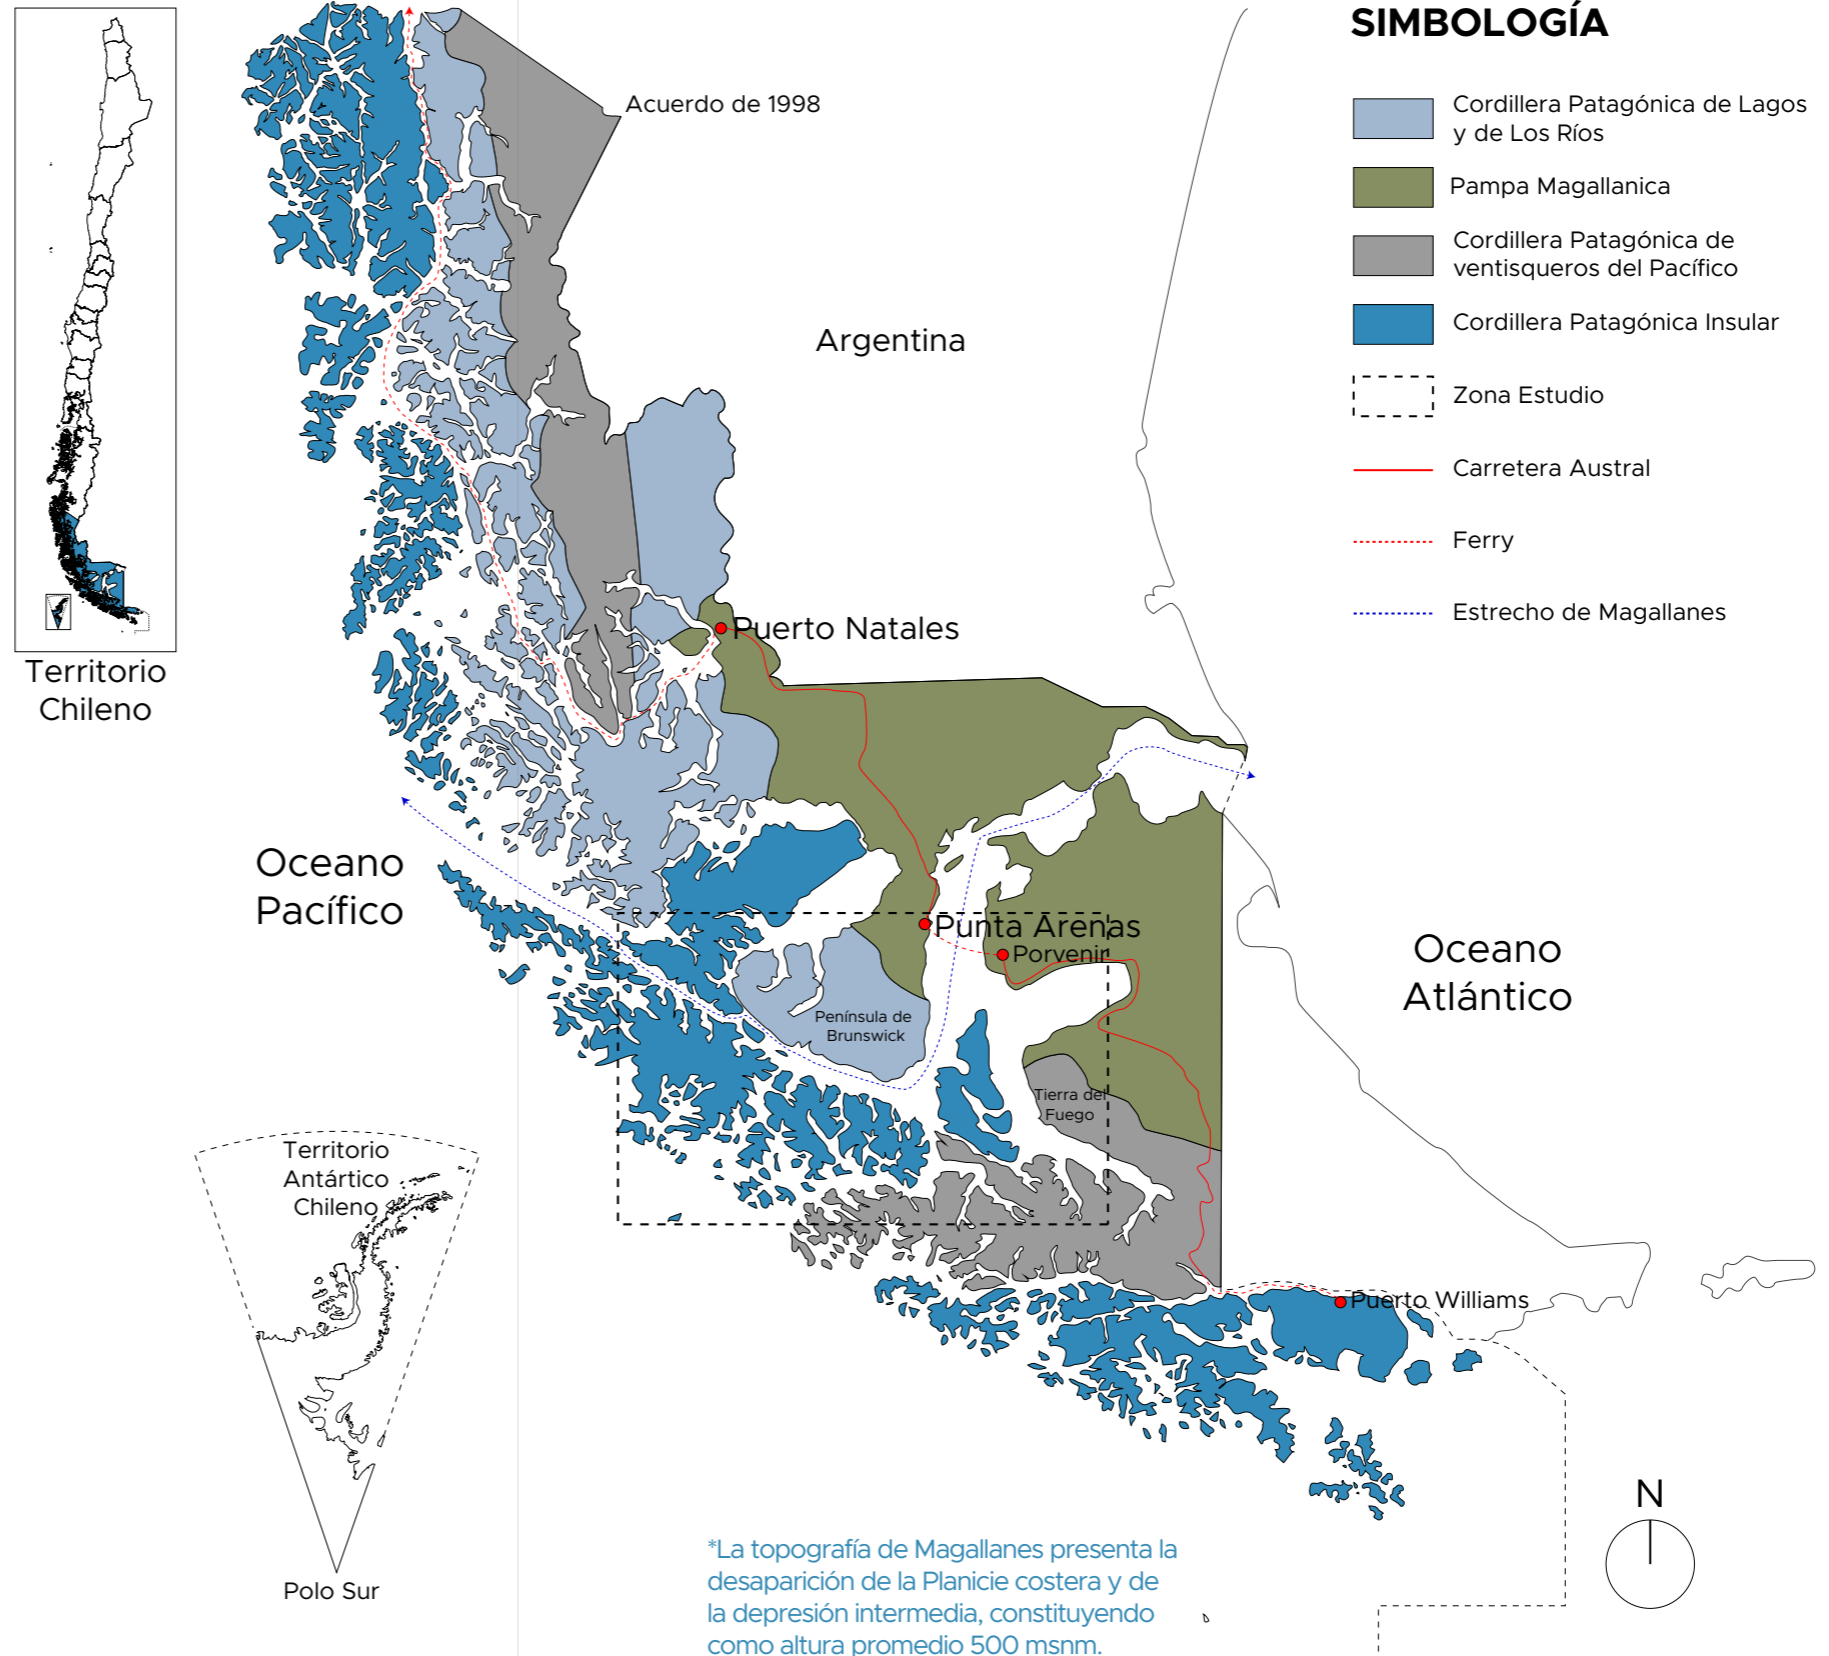 SIMBOLOGÍA
Cordillera Patagónica de Lagos
y de Los Ríos
Pampa Magallanica
Cordillera Patagónica de
ventisqueros del Pacífico
Cordillera Patagónica Insular
Zona Estudio
Carretera Austral
Ferry
Estrecho de Magallanes
Acuerdo de 1998
Argentina
Territorio
Chileno
Puerto Natales
Oceano
Pacífico
Punta Arenas
Porvenir
Oceano
Atlántico
Península de
Brunswick
Tierra del
Fuego
Territorio
Antártico
Chileno
Puerto Williams
Polo Sur
N
*La topografía de Magallanes presenta la
desaparición de la Planicie costera y de
la depresión intermedia, constituyendo
como altura promedio 500 msnm.